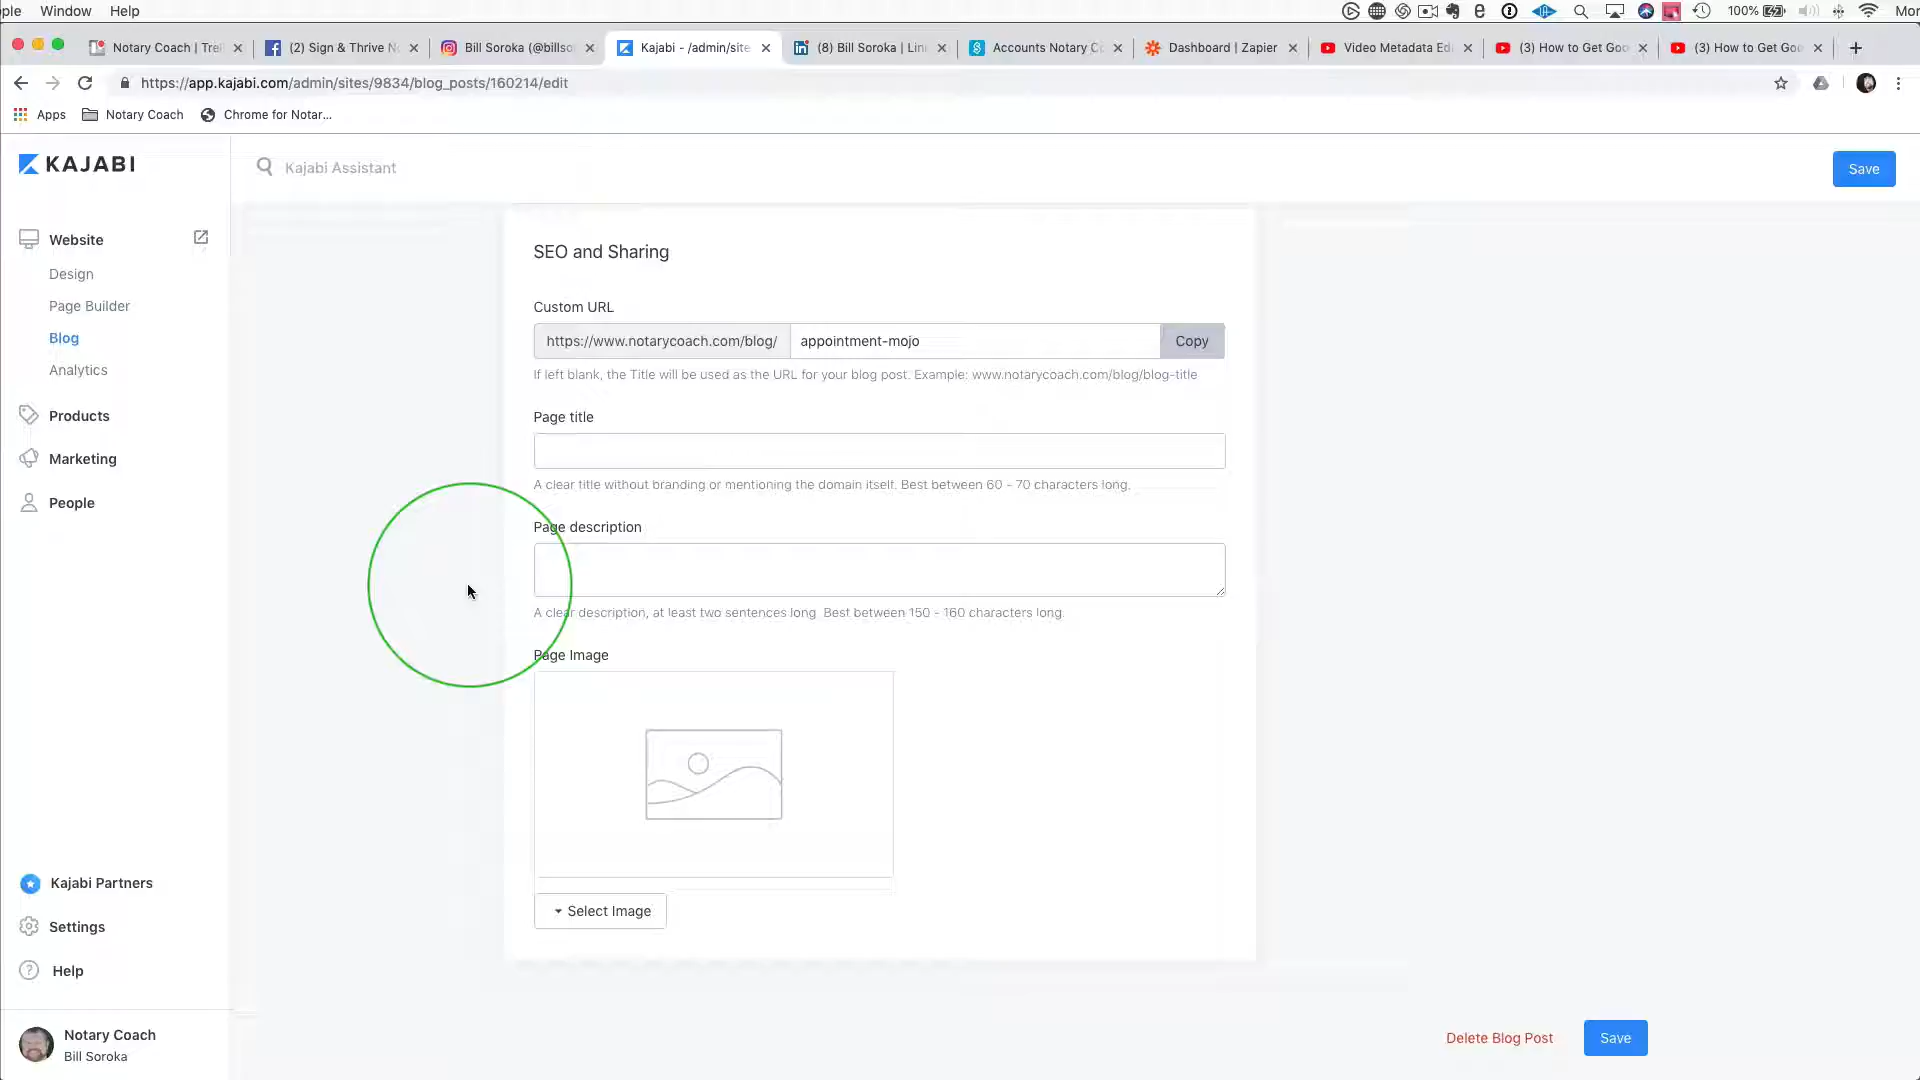 ple Window Help 100% Mor
Notary Coach | Trel (2) Sign & Thrive N Bill Soroka (@billso Kajabi - /admin/site (8) Bill Soroka | Lin Accounts Notary C Dashboard | Zapier Video Metadata Ed (3) How to Get Goo (3) How to Get Goo
https://app.kajabi.com/admin/sites/9834/blog_posts/160214/edit
Apps Notary Coach Chrome for Notar...
KAJABI
Kajabi Assistant
Save
Website
Design
Page Builder
Blog
Analytics
Products
Marketing
People
Kajabi Partners
Settings
Help
Notary Coach
Bill Soroka
SEO and Sharing
Custom URL
https://www.notarycoach.com/blog/ appointment-mojo Copy
If left blank, the Title will be used as the URL for your blog post. Example: www.notarycoach.com/blog/blog-title
Page title
A clear title without branding or mentioning the domain itself. Best between 60 - 70 characters long.
Page description
A clear description, at least two sentences long. Best between 150 - 160 characters long.
Page Image
Select Image
Delete Blog Post Save